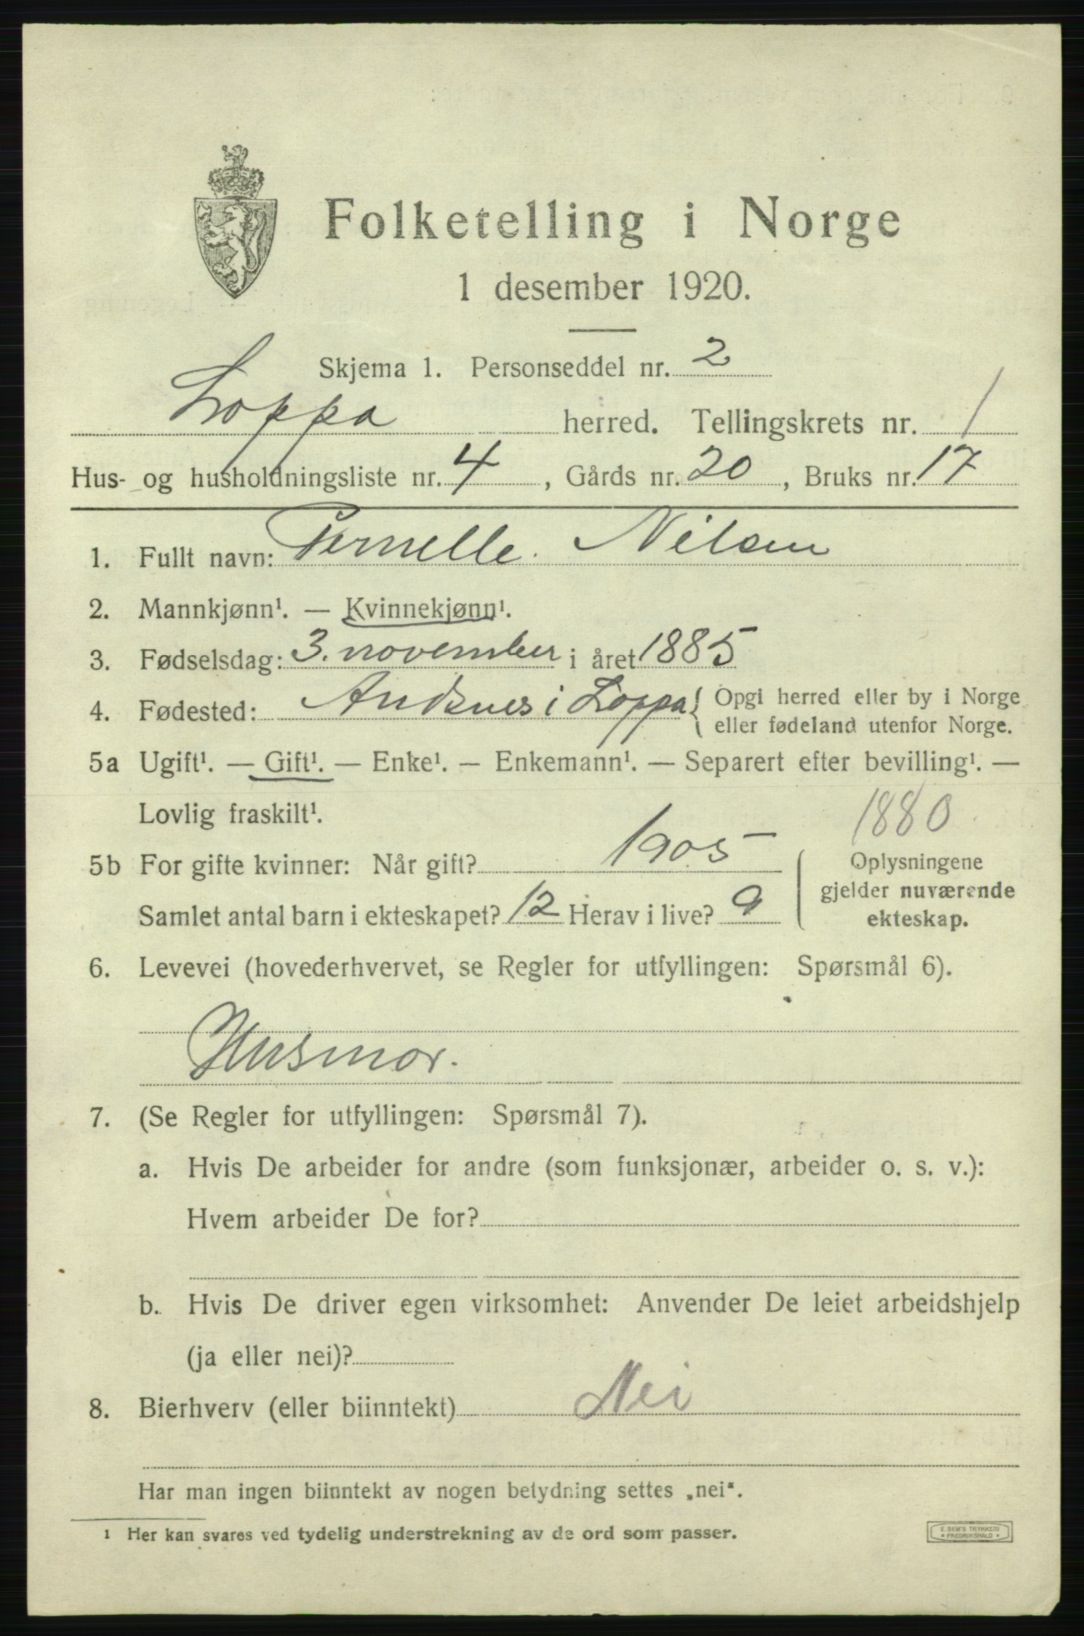 Folketelling i Norge
1 desember 1920.
Skjema 1. Personseddel nr. 2
Loppa herred. Tellingskrets nr. 1
Hus- og husholdningsliste nr. 4, Gårds nr. 20, Bruks nr. 17
1. Fullt navn: Pernelle. Nilsen
2. Mannkjønn¹. — Kvinnekjønn¹.
3. Fødselsdag: 3. november i året 1885
4. Fødested: Andsnes i Loppa { Opgi herred eller by i Norge
eller fødeland utenfor Norge.
5a Ugift¹. — Gift¹. — Enke¹. — Enkemann¹. — Separert efter bevilling¹. —
Lovlig fraskilt¹.
1880
5b For gifte kvinner: Når gift? 1905
Samlet antal barn i ekteskapet? 12 Herav i live? 9
Oplysningene
gjelder nuværende
ekteskap.
6. Levevei (hovederhvervet, se Regler for utfyllingen: Spørsmål 6).
Husmor.
7. (Se Regler for utfyllingen: Spørsmål 7).
a. Hvis De arbeider for andre (som funksjonær, arbeider o. s. v.):
Hvem arbeider De for?
b. Hvis De driver egen virksomhet: Anvender De leiet arbeidshjelp
(ja eller nei)?
8. Bierhverv (eller biinntekt) Nei
Har man ingen biinntekt av nogen betydning settes „nei“.
¹ Her kan svares ved tydelig understrekning av de ord som passer.
E. SEM'S TRYKKERI
FREDRIKSHALD